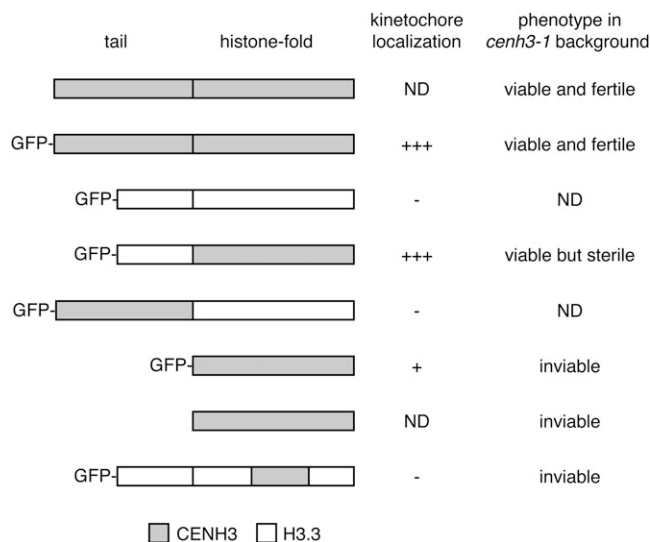 tail histone-fold kinetochore localization phenotype in cenh3-1 background
ND viable and fertile
GFP- +++ viable and fertile
GFP- - ND
GFP- +++ viable but sterile
GFP- - ND
GFP- + inviable
ND inviable
GFP- - inviable
CENH3 H3.3